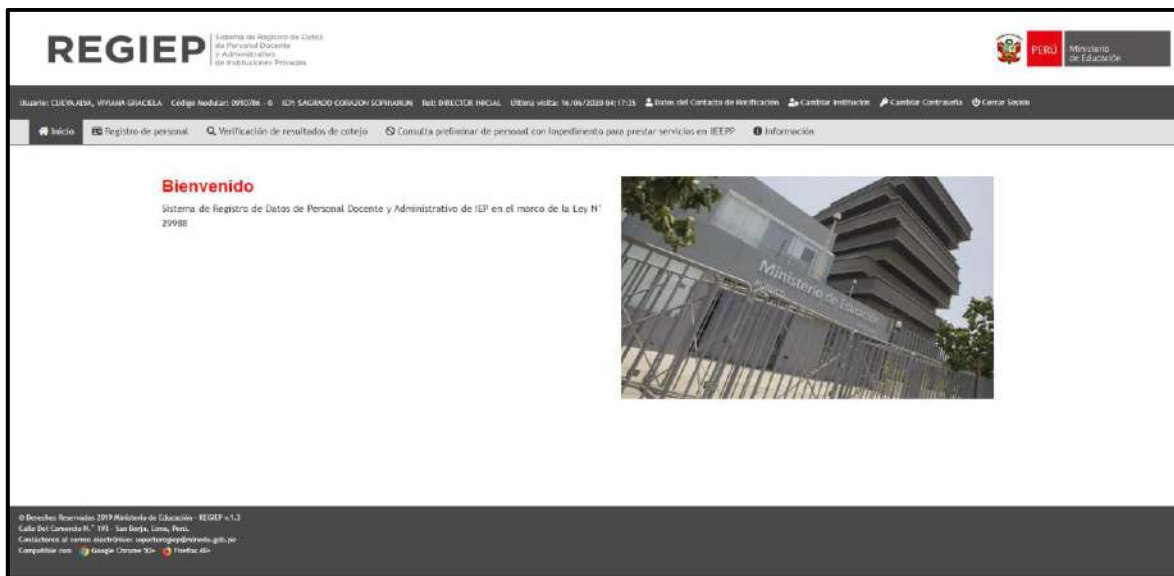 REGIEP
Sistema de Registro de Datos
de Personal Docente
y Administrativo
de Instituciones Privadas
PERÚ
Ministerio
de Educación
Usuario: CUEVA ALVA, VIVIANA GRACIELA Código Modular: 0910786 - 0 IEP: SAGRADO CORAZON SOPHIANUM Rol: DIRECTOR INICIAL Última visita: 16/06/2020 04:17:35 Datos del Contacto de Notificación Cambiar Institución Cambiar Contraseña Cerrar Sesión
Inicio Registro de personal Verificación de resultados de cotejo Consulta preliminar de personal con impedimento para prestar servicios en IIEEPP Información
Bienvenido
Sistema de Registro de Datos de Personal Docente y Administrativo de IEP en el marco de la Ley N°
29988
Ministerio de Educación
© Derechos Reservados 2019 Ministerio de Educación - REGIEP v.1.3
Calle Del Comercio N.° 193 - San Borja, Lima, Perú.
Contáctenos al correo electrónico: soporteregiep@minedu.gob.pe
Compatible con: Google Chrome 50+ Firefox 40+